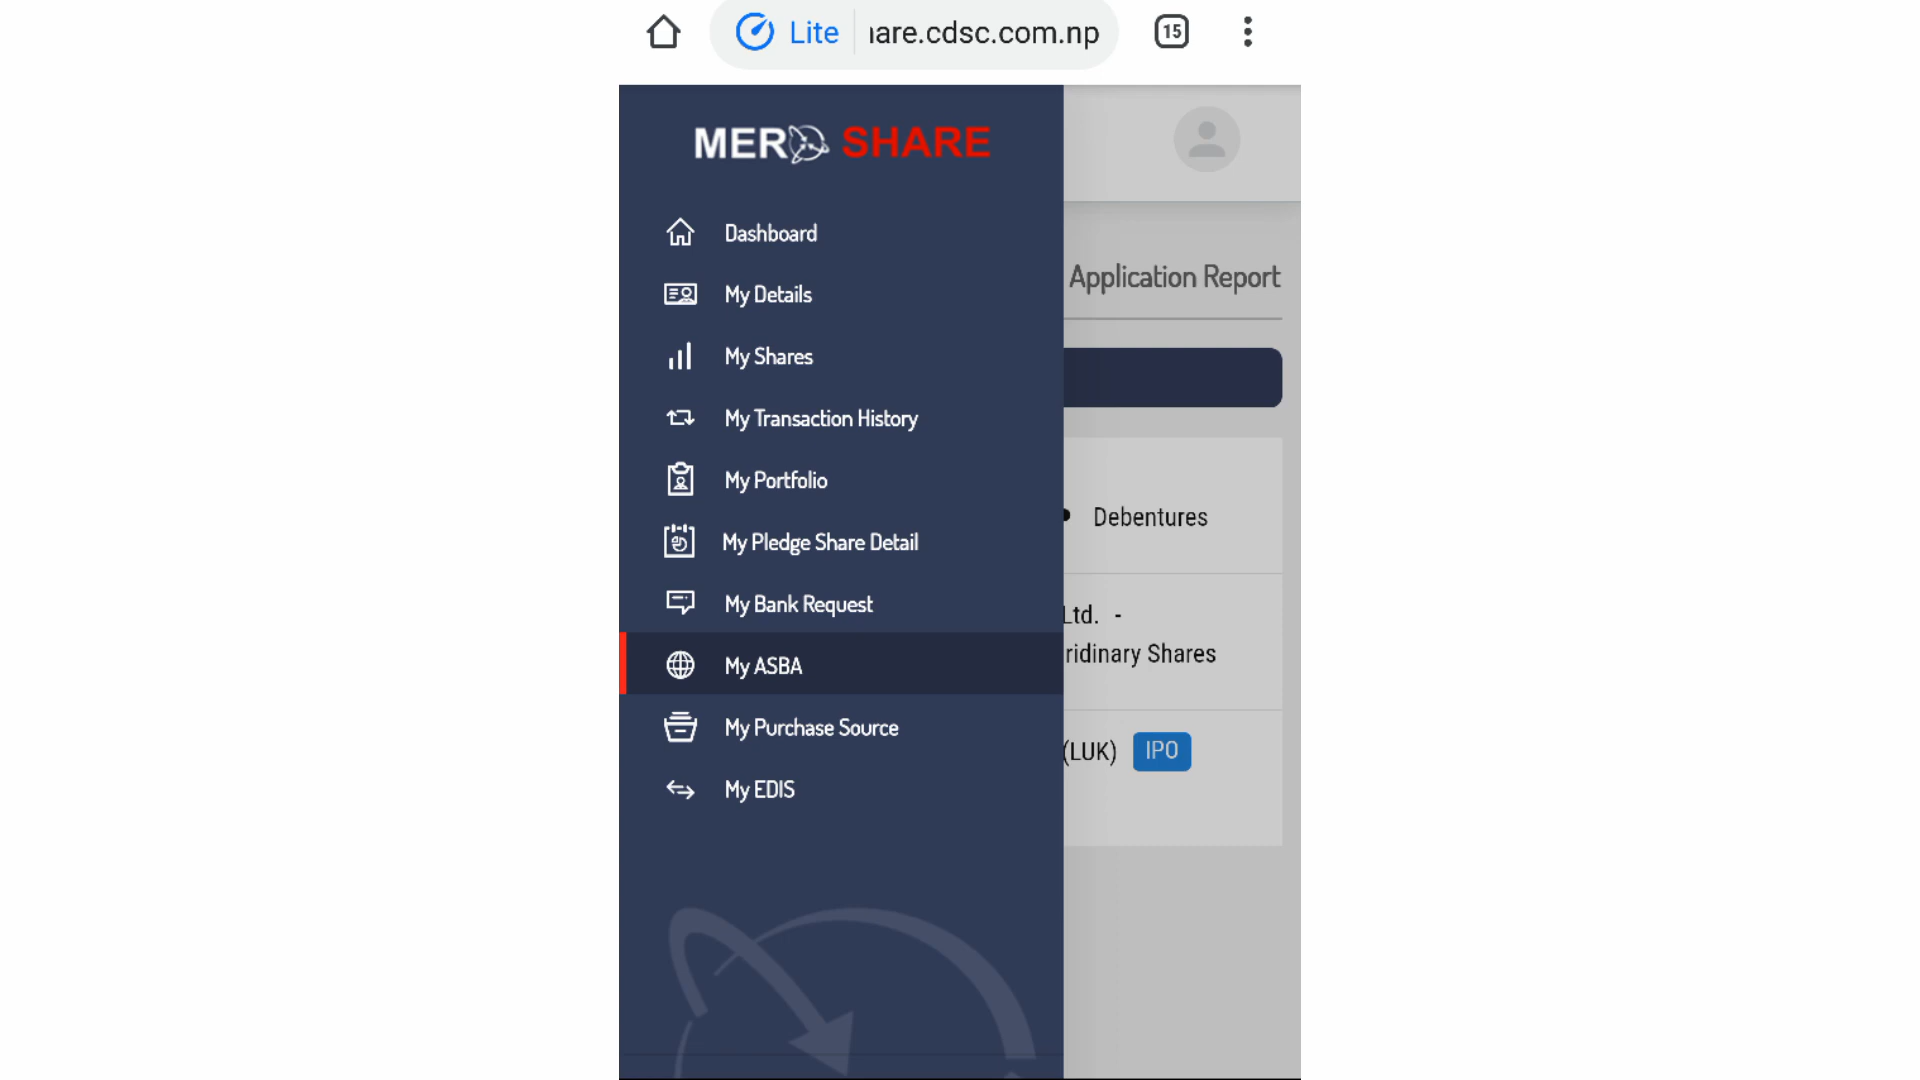 Lite
are.cdsc.com.np
15
MERO SHARE
Dashboard
My Details
My Shares
My Transaction History
My Portfolio
My Pledge Share Detail
My Bank Request
My ASBA
My Purchase Source
My EDIS
Application Report
Debentures
Ltd. -
ridinary Shares
(LUK) IPO